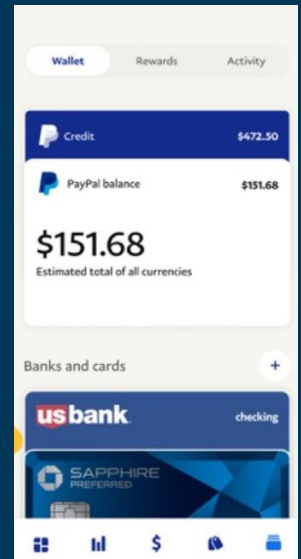 Wallet Rewards Activity
Credit $472.50
PayPal balance $151.68
$151.68
Estimated total of all currencies
Banks and cards +
usbank checking
SAPPHIRE
PREFERRED
$